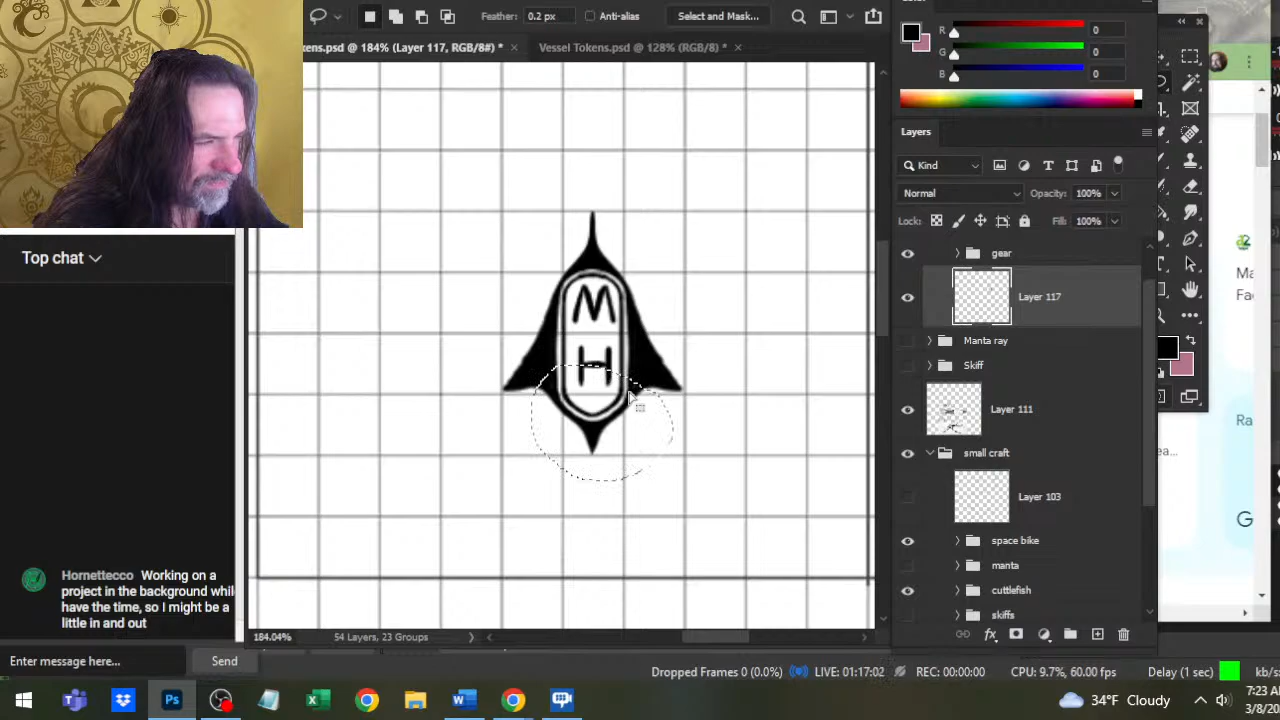 Feather: 0.2 px Anti-alias Select and Mask...
kens.psd @ 184% (Layer 117, RGB/8#) * × Vessel Tokens.psd @ 128% (RGB/8) * ×
R 0
G 0
B 0
Layers
Kind
Normal Opacity: 100%
Lock: Fill: 100%
gear
Layer 117
Manta ray
Skiff
Layer 111
small craft
Layer 103
space bike
manta
cuttlefish
skiffs
M
H
Top chat
Hornettecco Working on a
project in the background whil
have the time, so I might be a
little in and out
Enter message here... Send
184.04% 54 Layers, 23 Groups
Dropped Frames 0 (0.0%) LIVE: 01:17:02 REC: 00:00:00 CPU: 9.7%, 60.00 fps Delay (1 sec) kb/s
34°F Cloudy 7:23 A
3/8/20